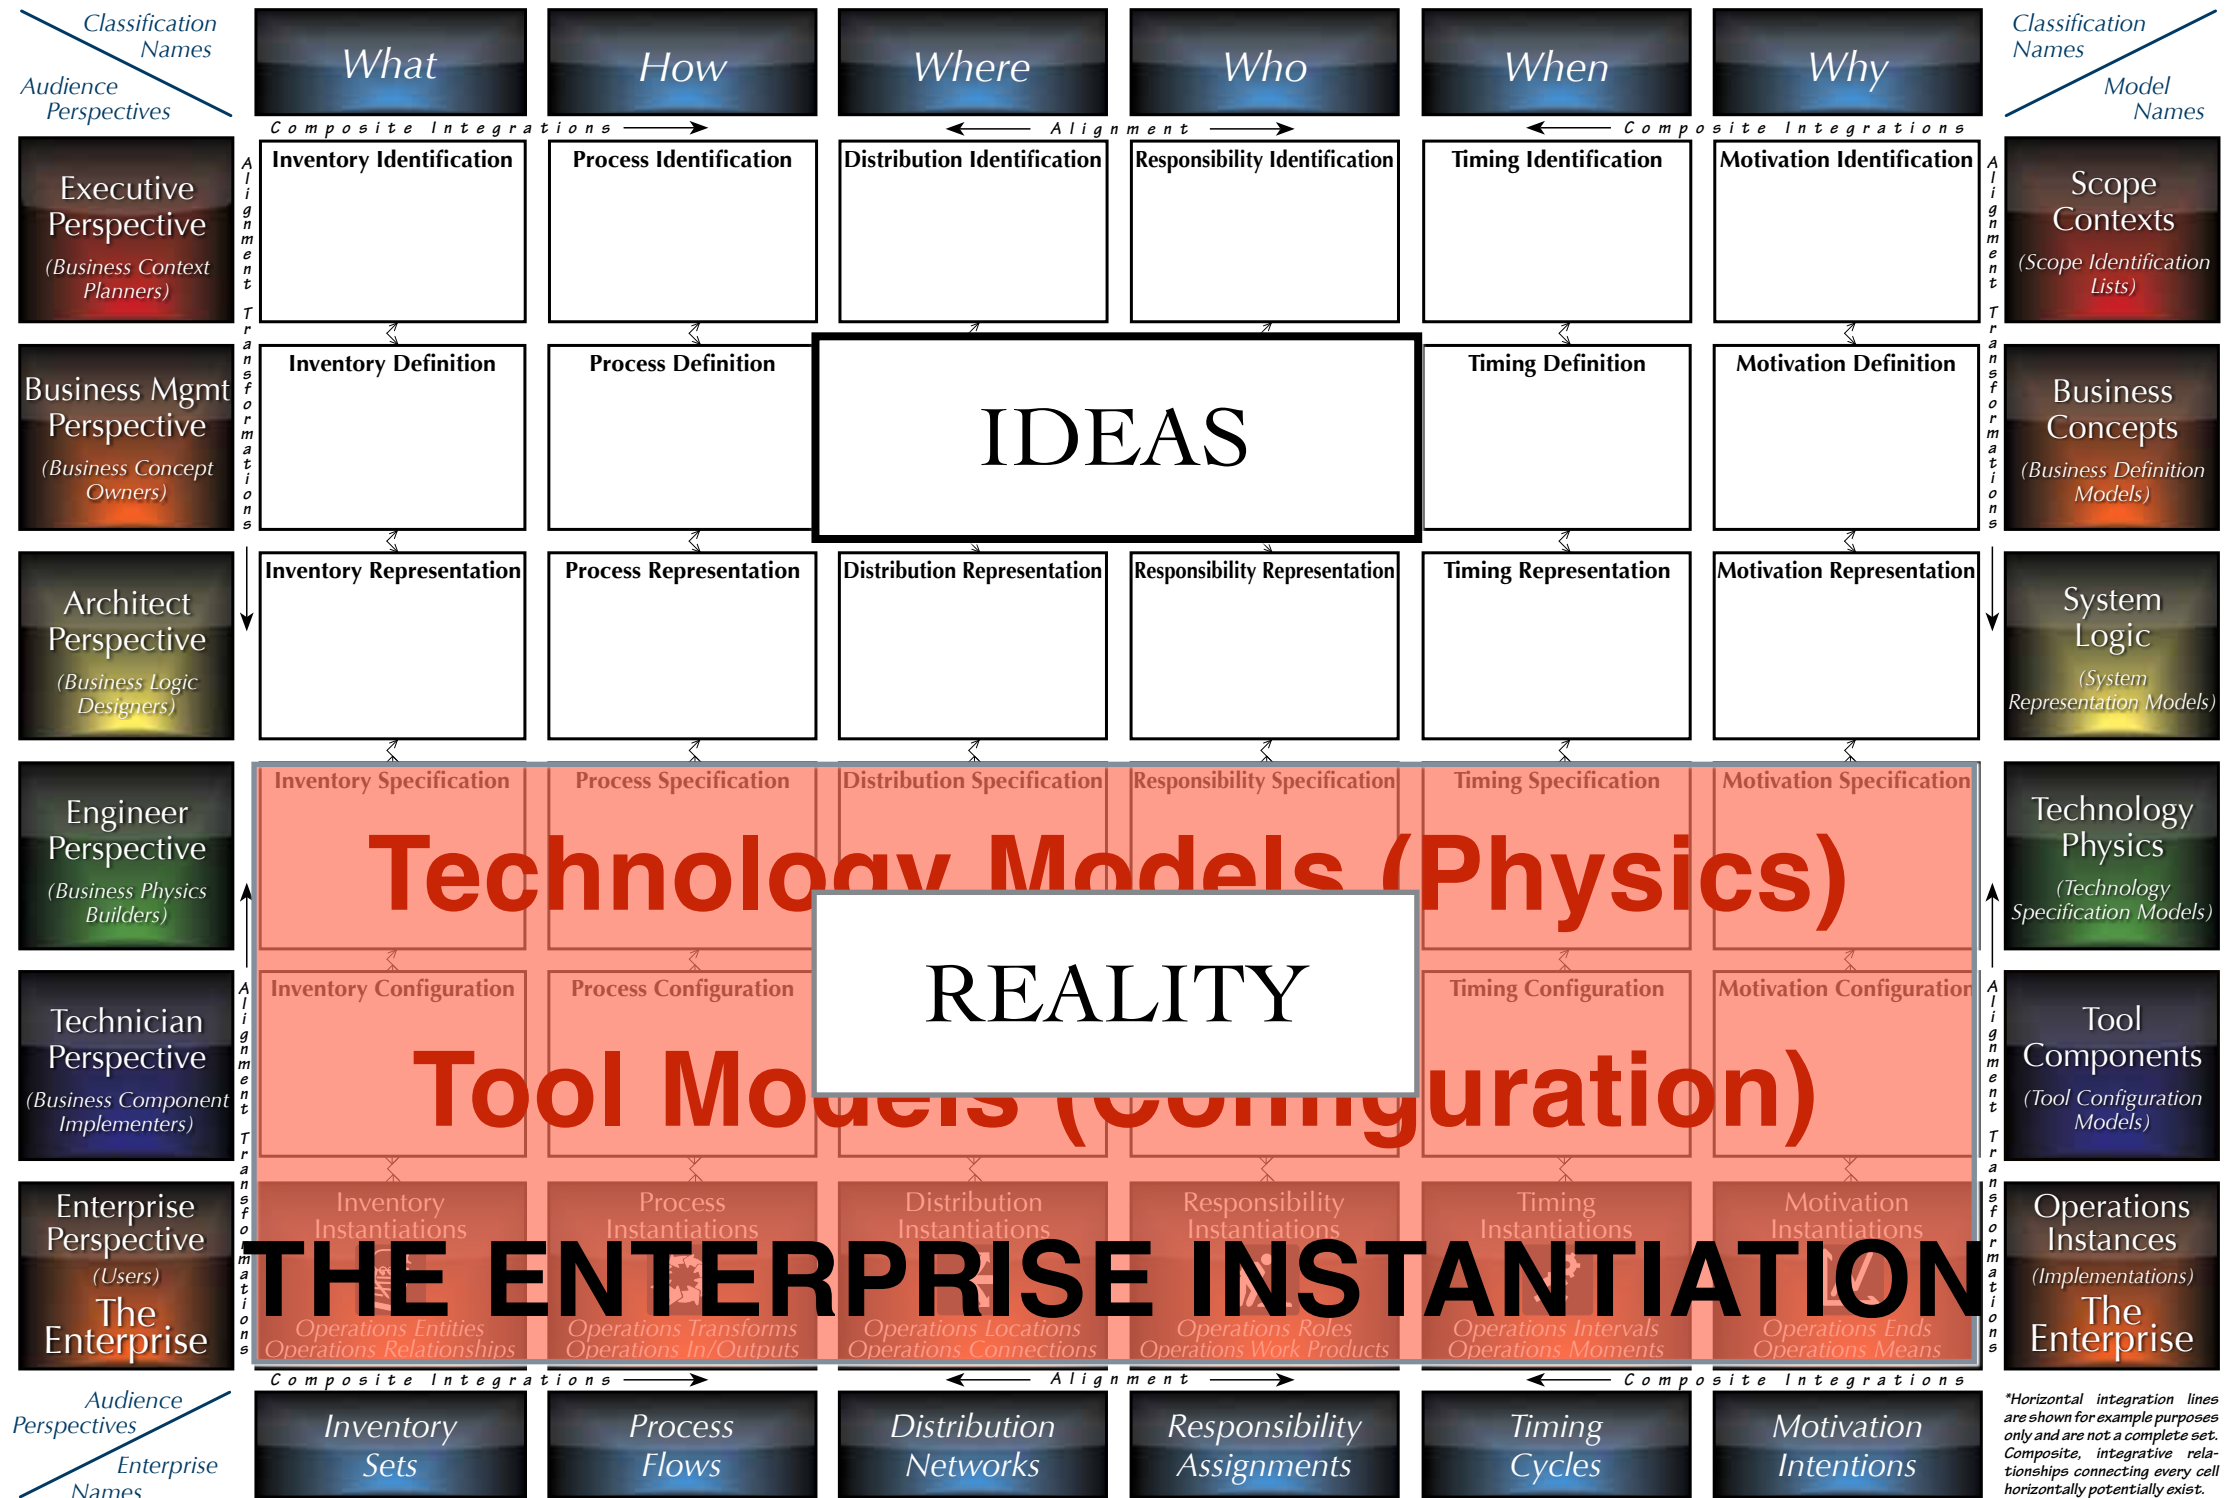 Classification
Names
Audience
Perspectives
What
How
Where
Who
When
Why
Classification
Names
Model
Names
Composite Integrations
Alignment
Composite Integrations
Executive
Perspective
(Business Context
Planners)
Alignment Transformations
Inventory Identification
Process Identification
Distribution Identification
Responsibility Identification
Timing Identification
Motivation Identification
Alignment Transformations
Scope
Contexts
(Scope Identification
Lists)
Business Mgmt
Perspective
(Business Concept
Owners)
Inventory Definition
Process Definition
IDEAS
Timing Definition
Motivation Definition
Business
Concepts
(Business Definition
Models)
Architect
Perspective
(Business Logic
Designers)
Inventory Representation
Process Representation
Distribution Representation
Responsibility Representation
Timing Representation
Motivation Representation
System
Logic
(System
Representation Models)
Engineer
Perspective
(Business Physics
Builders)
Inventory Specification
Process Specification
Distribution Specification
Responsibility Specification
Timing Specification
Motivation Specification
Technology Models (Physics)
Technology
Physics
(Technology
Specification Models)
REALITY
Technician
Perspective
(Business Component
Implementers)
Alignment Transformations
Inventory Configuration
Process Configuration
Timing Configuration
Motivation Configuration
Tool Models (Configuration)
Alignment Transformations
Tool
Components
(Tool Configuration
Models)
Enterprise
Perspective
(Users)
The
Enterprise
Inventory
Instantiations
Process
Instantiations
Distribution
Instantiations
Responsibility
Instantiations
Timing
Instantiations
Motivation
Instantiations
THE ENTERPRISE INSTANTIATION
Operations Entities
Operations Relationships
Operations Transforms
Operations In/Outputs
Operations Locations
Operations Connections
Operations Roles
Operations Work Products
Operations Intervals
Operations Moments
Operations Ends
Operations Means
Operations
Instances
(Implementations)
The
Enterprise
Composite Integrations
Alignment
Composite Integrations
Audience
Perspectives
Enterprise
Names
Inventory
Sets
Process
Flows
Distribution
Networks
Responsibility
Assignments
Timing
Cycles
Motivation
Intentions
*Horizontal integration lines
are shown for example purposes
only and are not a complete set.
Composite, integrative rela-
tionships connecting every cell
horizontally potentially exist.